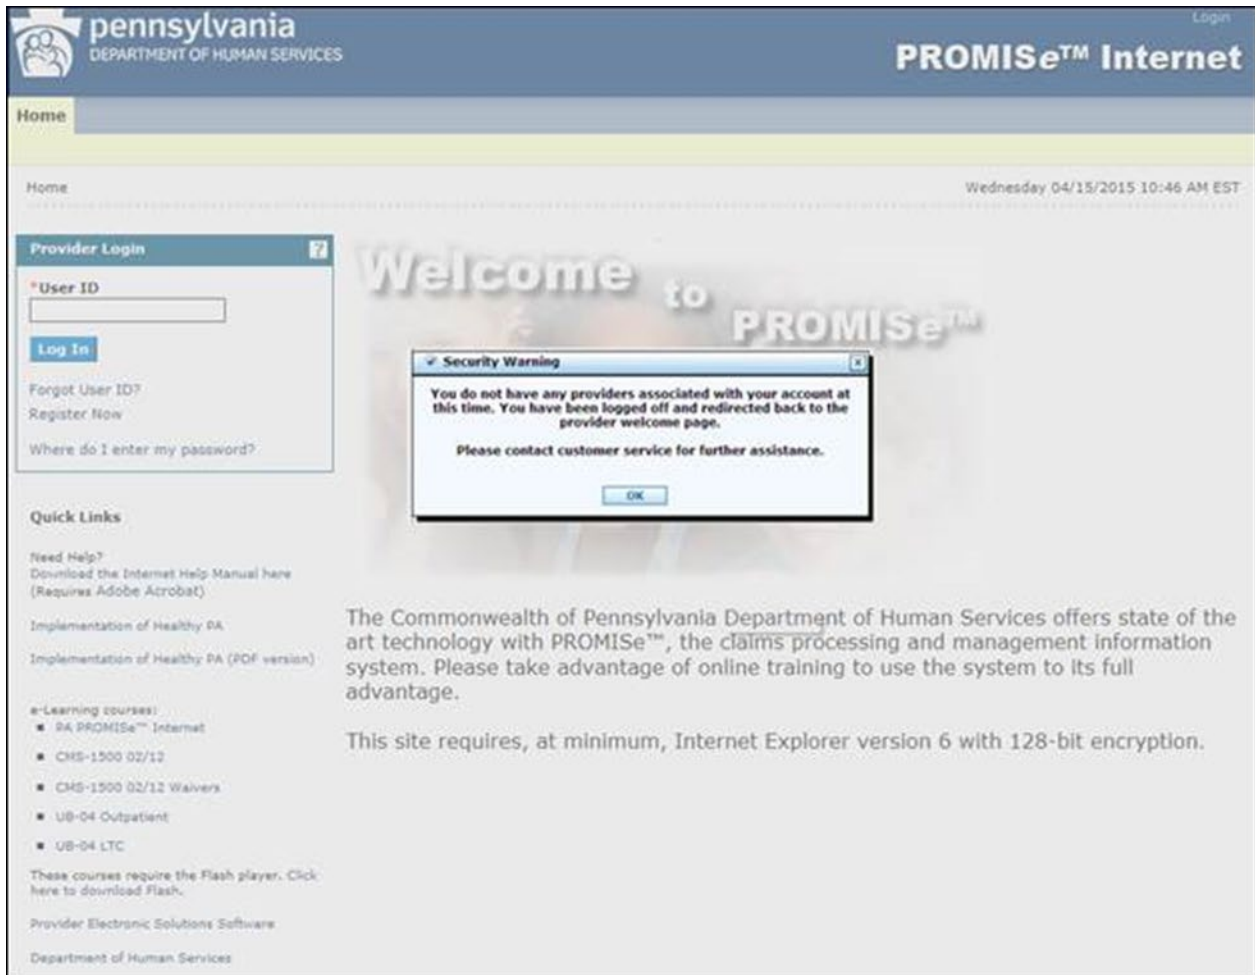 pennsylvania
DEPARTMENT OF HUMAN SERVICES
Login
PROMISe™ Internet
Home
Home
Wednesday 04/15/2015 10:46 AM EST
Provider Login
?
*User ID
Log In
Forgot User ID?
Register Now
Where do I enter my password?
Quick Links
Need Help?
Download the Internet Help Manual here
(Requires Adobe Acrobat)
Implementation of Healthy PA
Implementation of Healthy PA (PDF version)
e-Learning courses:
PA PROMISe™ Internet
CMS-1500 02/12
CMS-1500 02/12 Waivers
UB-04 Outpatient
UB-04 LTC
These courses require the Flash player. Click
here to download Flash.
Provider Electronic Solutions Software
Department of Human Services
Welcome
to
PROMISe™
Security Warning
x
You do not have any providers associated with your account at
this time. You have been logged off and redirected back to the
provider welcome page.
Please contact customer service for further assistance.
OK
The Commonwealth of Pennsylvania Department of Human Services offers state of the
art technology with PROMISe™, the claims processing and management information
system. Please take advantage of online training to use the system to its full
advantage.
This site requires, at minimum, Internet Explorer version 6 with 128-bit encryption.